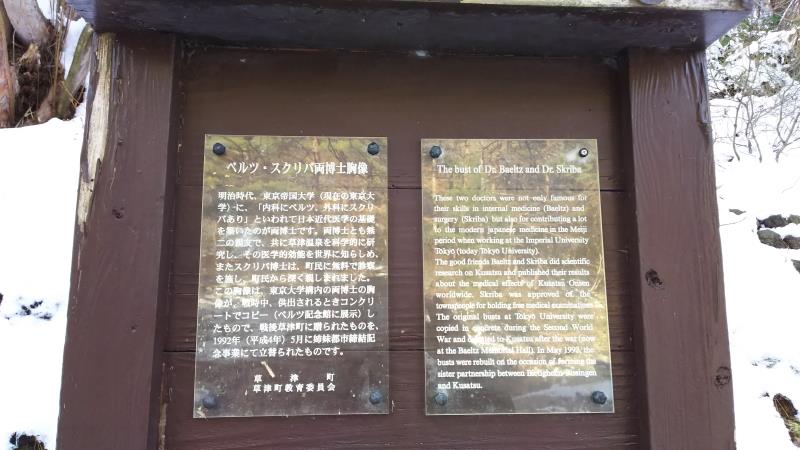 ベルツ・スクリバ両博士胸像
明治時代、東京帝国大学(現在の東京大
学)に、「内科にベルツ、外科にスクリ
バあり」といわれて日本近代医学の基礎
を築いたのが両博士です。両博士とも無
二の親友で、共に草津温泉を科学的に研
究し、その医学的効能を世界に知らしめ、
またスクリバ博士は、町民に無料で診察
を施し、町民から深く親しまれました。
この胸像は、東京大学構内の両博士の胸
像が、戦時中、供出されるときコンクリ
ートでコピー(ベルツ記念館に展示)し
たもので、戦後草津町に贈られたものを、
1992年(平成4年)5月に姉妹都市締結記
念事業にて立替られたものです。
草津町
草津町教育委員会
The bust of Dr. Baeltz and Dr. Skriba
These two doctors were not only famous for
their skills in internal medicine (Baeltz) and
surgery (Skriba) but also for contributing a lot
to the modern japanese medicine in the Meiji
period when working at the Imperial University
Tokyo (today Tokyo University).
The good friends Baeltz and Skriba did scientific
research on Kusatsu and published their results
about the medical effects of Kusatsu Onsen
worldwide. Skriba was approved of the
townspeople for holding free medical examinations
The original busts at Tokyo University were
copied in concrete during the Second World
War and donated to Kusatsu after the war (now
at the Baeltz Memorial Hall). In May 1992, the
busts were rebuilt on the occasion of forming the
sister partnership between Bietigheim-Bissingen
and Kusatsu.